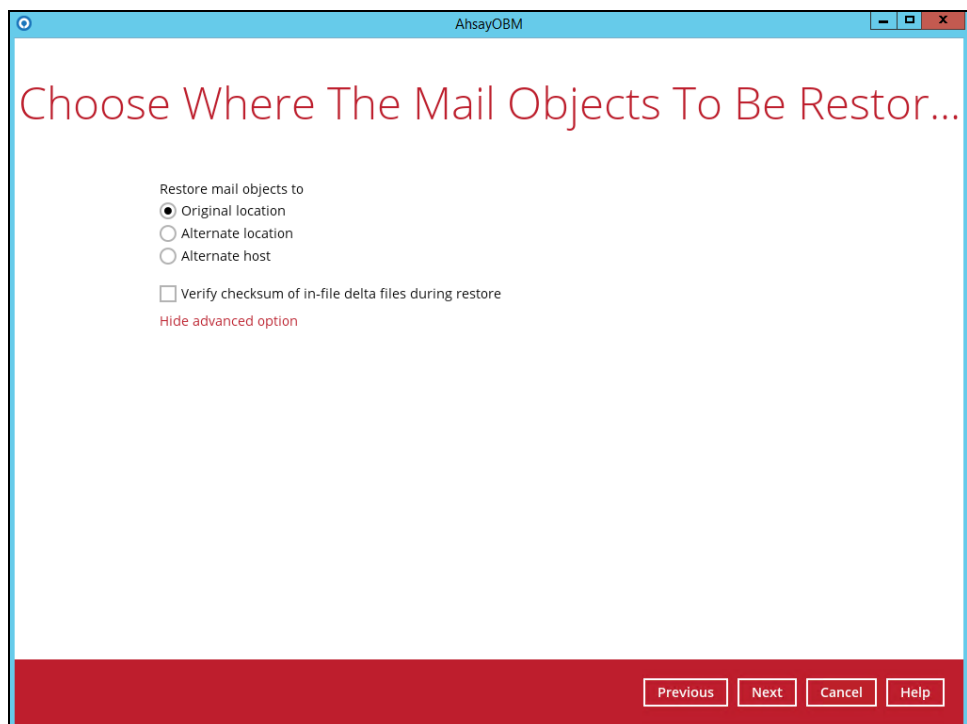 AhsayOBM
Choose Where The Mail Objects To Be Restor...
Restore mail objects to
Original location
Alternate location
Alternate host
Verify checksum of in-file delta files during restore
Hide advanced option
Previous Next Cancel Help